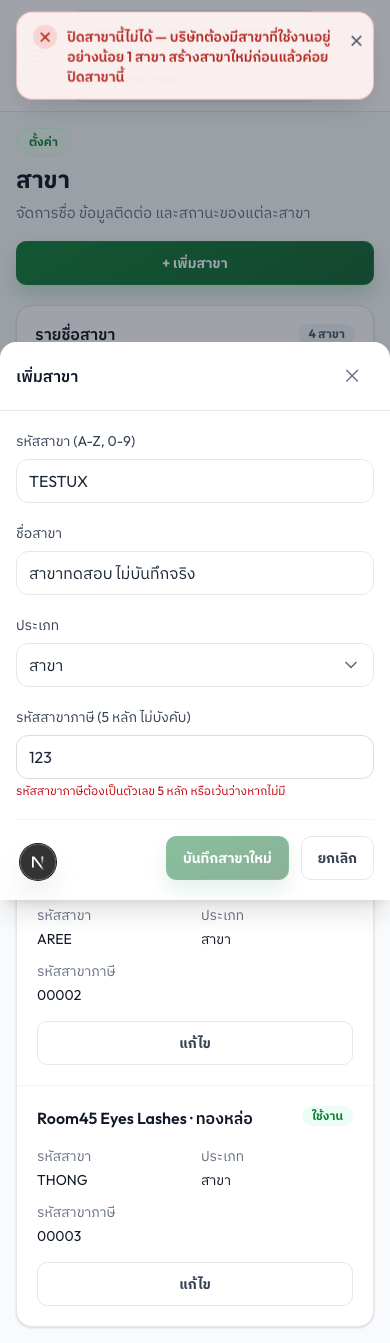 ปิดสาขานี้ไม่ได้ — บริษัทต้องมีสาขาที่ใช้งานอยู่
อย่างน้อย 1 สาขา สร้างสาขาใหม่ก่อนแล้วค่อย
ปิดสาขานี้
ตั้งค่า
สาขา
จัดการชื่อ ข้อมูลติดต่อ และสถานะของแต่ละสาขา
+ เพิ่มสาขา
รายชื่อสาขา
4 สาขา
เพิ่มสาขา
รหัสสาขา (A-Z, 0-9)
TESTUX
ชื่อสาขา
สาขาทดสอบ ไม่บันทึกจริง
ประเภท
สาขา
รหัสสาขาภาษี (5 หลัก ไม่บังคับ)
123
รหัสสาขาภาษีต้องเป็นตัวเลข 5 หลัก หรือเว้นว่างหากไม่มี
N
บันทึกสาขาใหม่
ยกเลิก
รหัสสาขา ประเภท
AREE สาขา
รหัสสาขาภาษี
00002
แก้ไข
Room45 Eyes Lashes · ทองหล่อ
ใช้งาน
รหัสสาขา ประเภท
THONG สาขา
รหัสสาขาภาษี
00003
แก้ไข